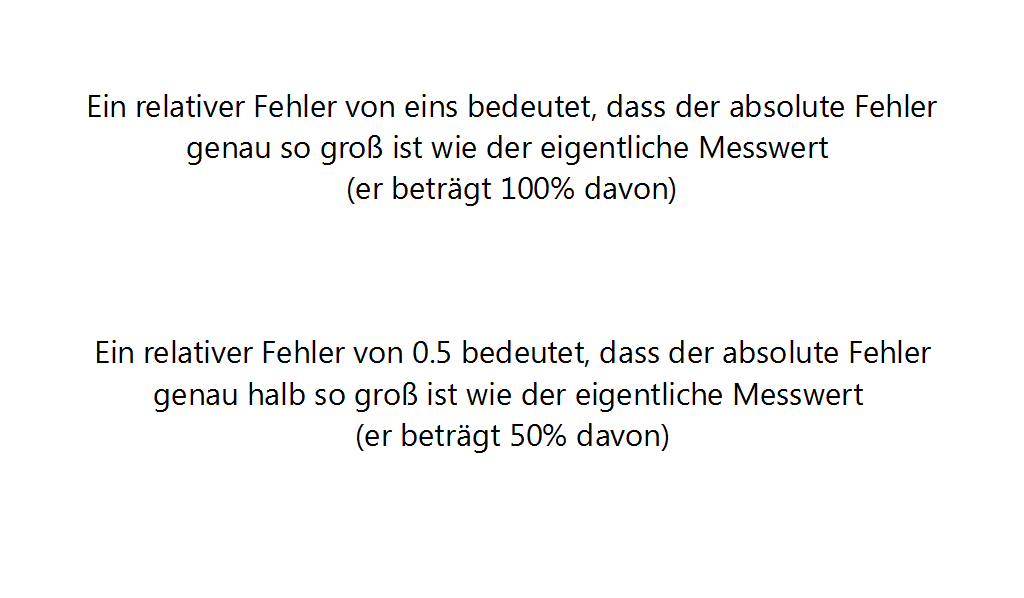 Ein relativer Fehler von eins bedeutet, dass der absolute Fehler
genau so groß ist wie der eigentliche Messwert
(er beträgt 100% davon)
Ein relativer Fehler von 0.5 bedeutet, dass der absolute Fehler
genau halb so groß ist wie der eigentliche Messwert
(er beträgt 50% davon)